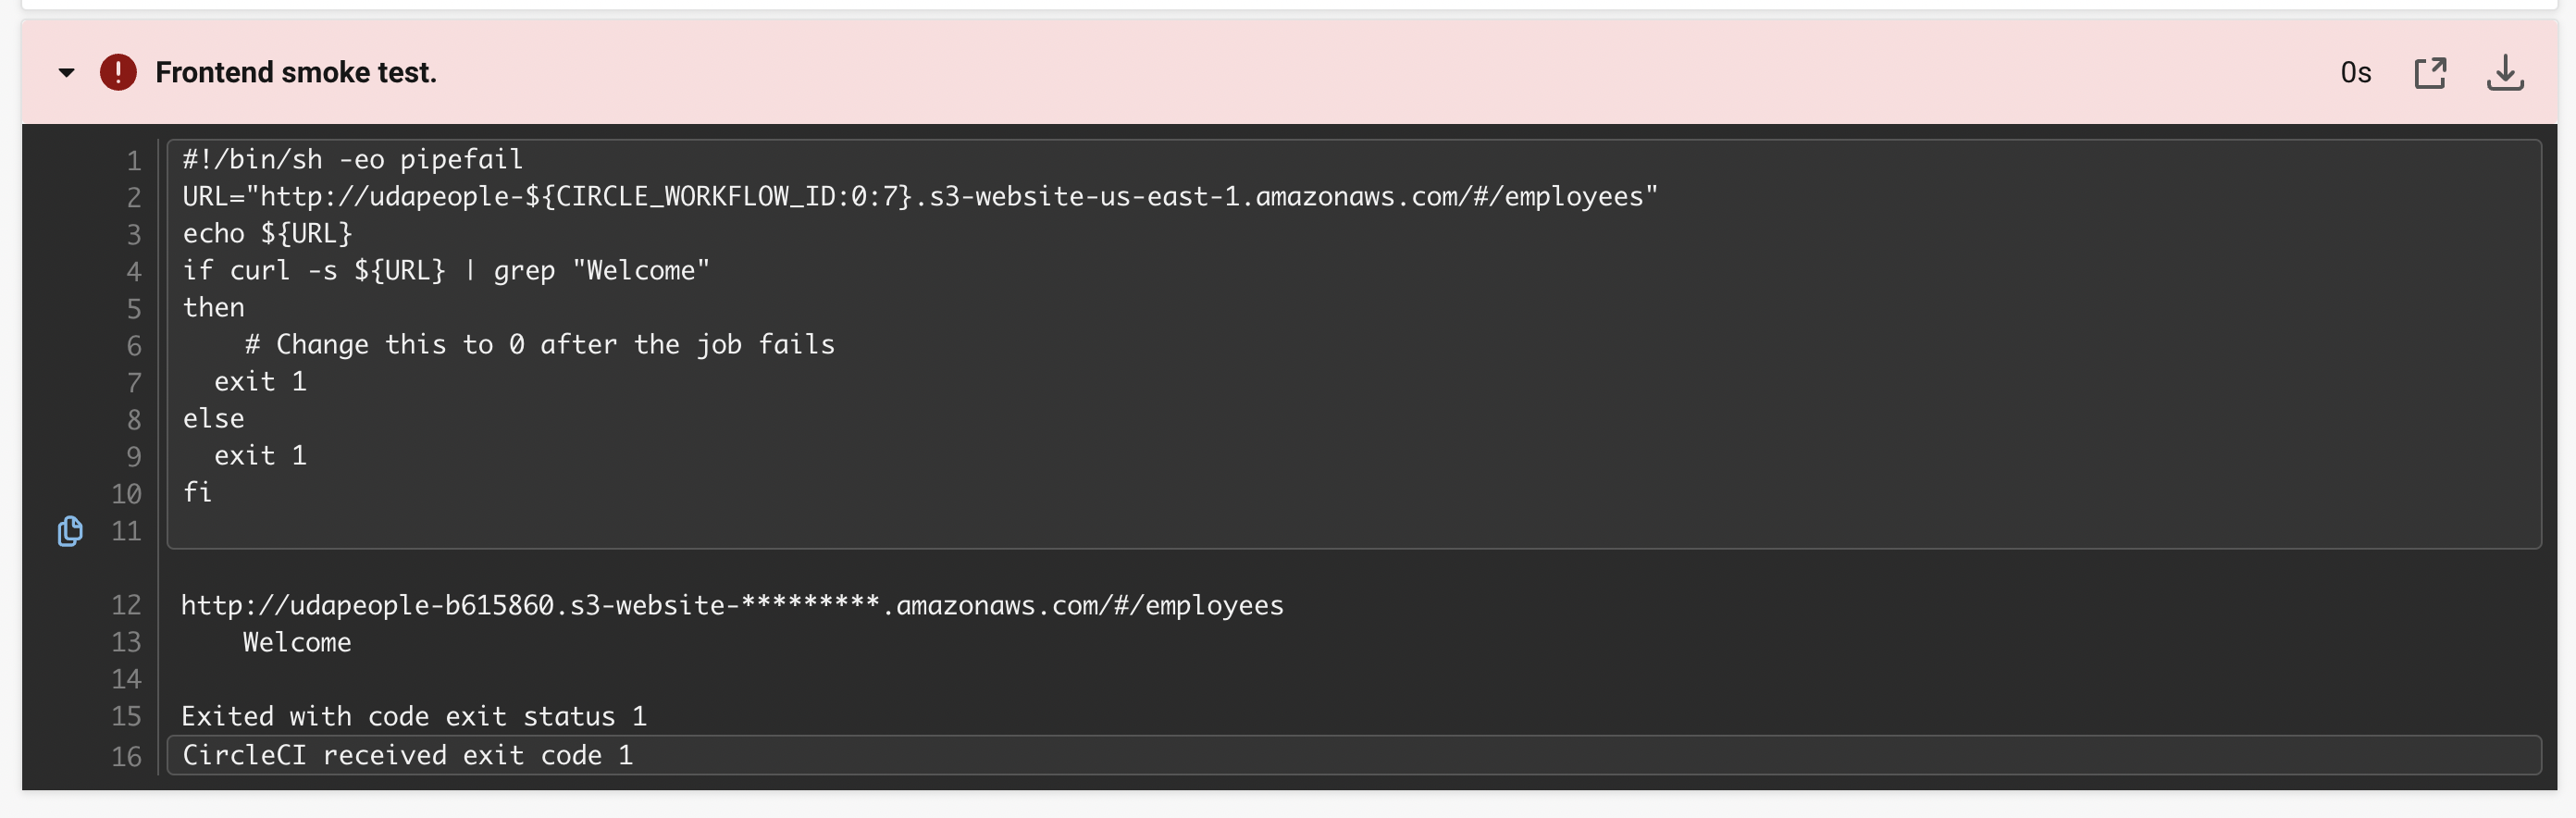 Frontend smoke test.
0s
1 #!/bin/sh -eo pipefail
2 URL="http://udapeople-${CIRCLE_WORKFLOW_ID:0:7}.s3-website-us-east-1.amazonaws.com/#/employees"
3 echo ${URL}
4 if curl -s ${URL} | grep "Welcome"
5 then
6     # Change this to 0 after the job fails
7   exit 1
8 else
9   exit 1
10 fi
11
12 http://udapeople-b615860.s3-website-*********.amazonaws.com/#/employees
13     Welcome
14
15 Exited with code exit status 1
16 CircleCI received exit code 1